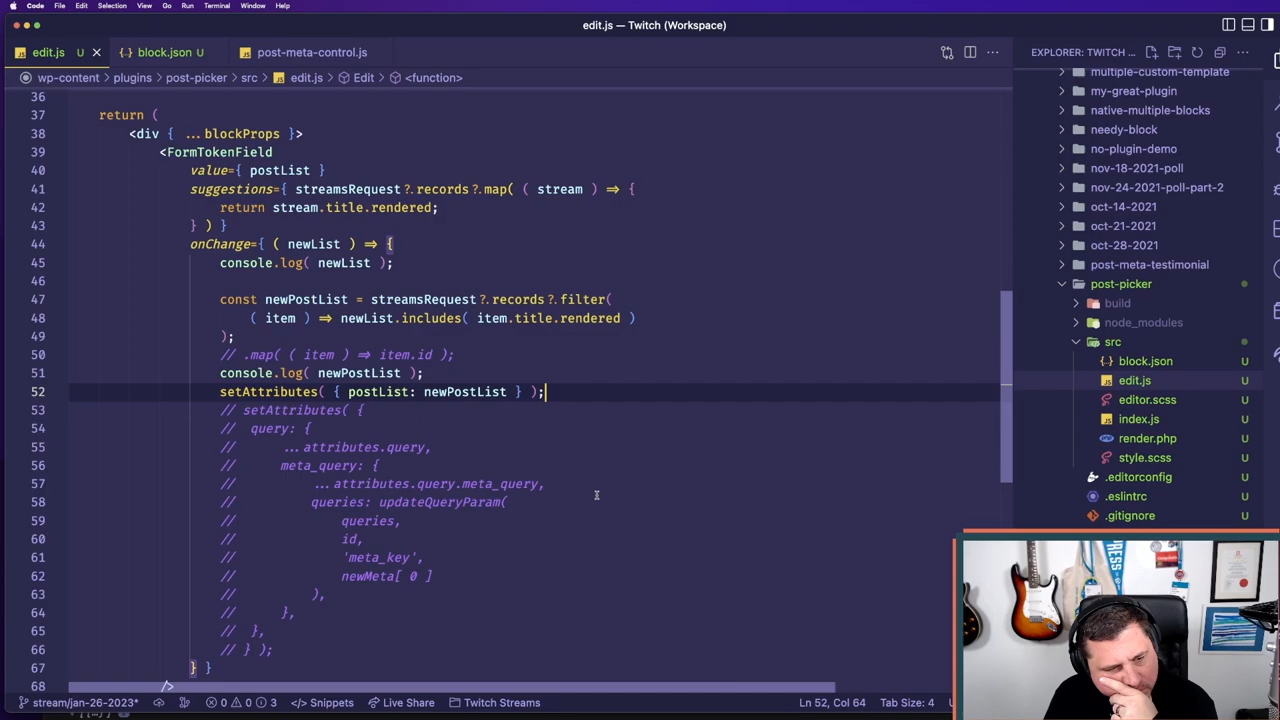 Code File Edit Selection View Go Run Terminal Window Help
edit.js — Twitch (Workspace)
edit.js U block.json U post-meta-control.js
EXPLORER: TWITCH ...
wp-content > plugins > post-picker > src > edit.js > Edit > <function>
36
37 return (
38 <div { ...blockProps }>
39 <FormTokenField
40 value={ postList }
41 suggestions={ streamsRequest?.records?.map( ( stream ) => {
42 return stream.title.rendered;
43 } ) }
44 onChange={ ( newList ) => {
45 console.log( newList );
46
47 const newPostList = streamsRequest?.records?.filter(
48 ( item ) => newList.includes( item.title.rendered )
49 );
50 // .map( ( item ) => item.id );
51 console.log( newPostList );
52 setAttributes( { postList: newPostList } );
53 // setAttributes( {
54 // query: {
55 // ...attributes.query,
56 // meta_query: {
57 // ...attributes.query.meta_query,
58 // queries: updateQueryParam(
59 // queries,
60 // id,
61 // 'meta_key',
62 // newMeta[ 0 ]
63 // ),
64 // },
65 // },
66 // } );
67 } }
68 />
multiple-custom-template
my-great-plugin
native-multiple-blocks
needy-block
no-plugin-demo
nov-18-2021-poll
nov-24-2021-poll-part-2
oct-14-2021
oct-21-2021
oct-28-2021
post-meta-testimonial
post-picker
build
node_modules
src
block.json U
edit.js U
editor.scss U
index.js U
render.php U
style.scss U
.editorconfig U
.eslintrc U
.gitignore U
stream/jan-26-2023* 0 0 3 </> Snippets Live Share Twitch Streams Ln 52, Col 64 Tab Size: 4